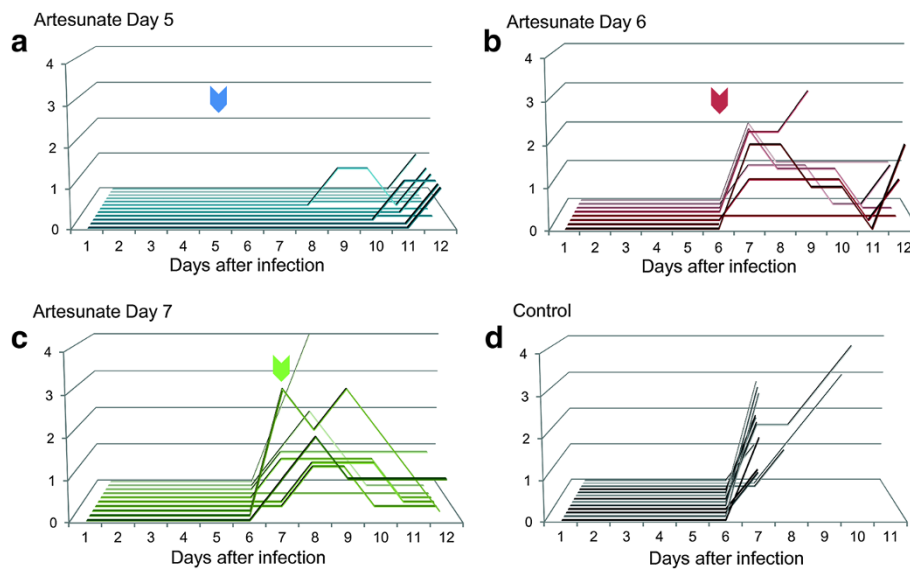 Artesunate Day 5
a
4
3
2
1
0
1 2 3 4 5 6 7 8 9 10 11 12
Days after infection
Artesunate Day 6
b
4
3
2
1
0
1 2 3 4 5 6 7 8 9 10 11 12
Days after infection
Artesunate Day 7
c
4
3
2
1
0
1 2 3 4 5 6 7 8 9 10 11 12
Days after infection
Control
d
4
3
2
1
0
1 2 3 4 5 6 7 8 9 10 11
Days after infection